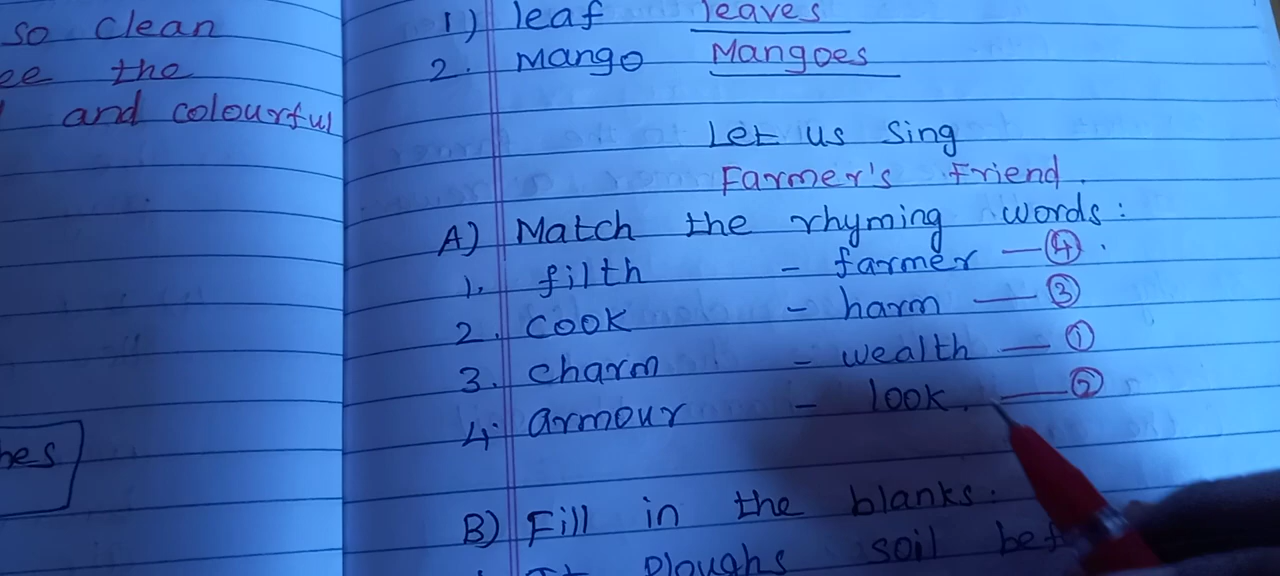 so clean
the
and colourful
1) leaf leaves
2. Mango Mangoes
Let us Sing
Farmer's Friend.
A) Match the rhyming words:
1. filth - farmer - 4
2. cook - harm - 3
3. charm - wealth - 1
4. armour - look. - 2
B) Fill in the blanks.
It Ploughs soil